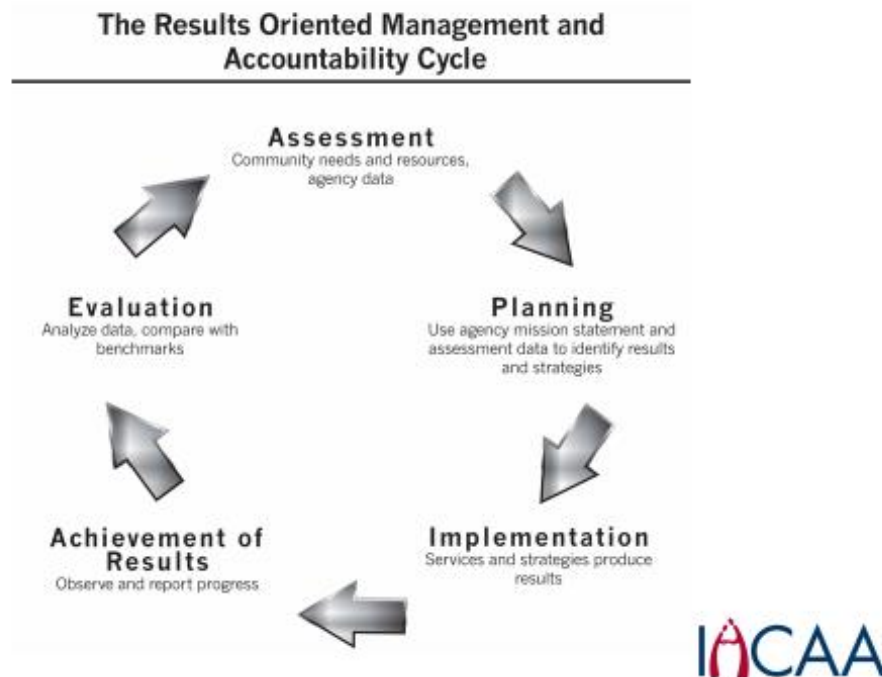 The Results Oriented Management and
Accountability Cycle
Assessment
Community needs and resources,
agency data
Planning
Use agency mission statement and
assessment data to identify results
and strategies
Implementation
Services and strategies produce
results
Achievement of
Results
Observe and report progress
Evaluation
Analyze data, compare with
benchmarks
IACAA